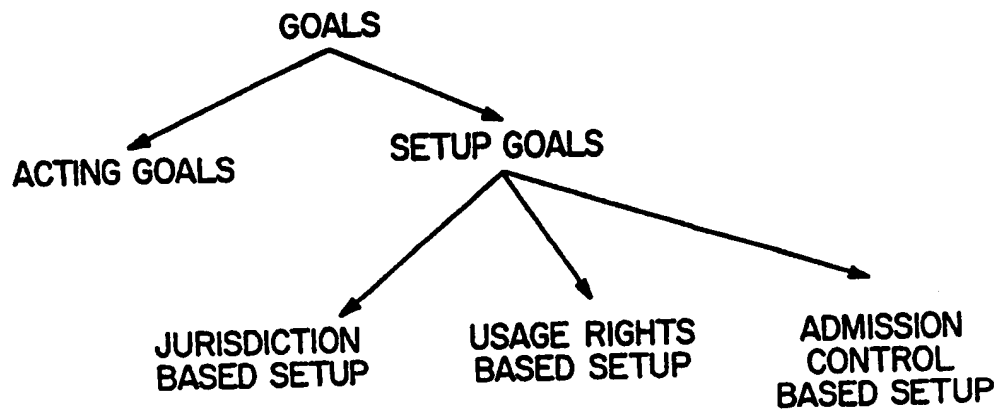 GOALS
ACTING GOALS
SETUP GOALS
JURISDICTION
BASED SETUP
USAGE RIGHTS
BASED SETUP
ADMISSION
CONTROL
BASED SETUP